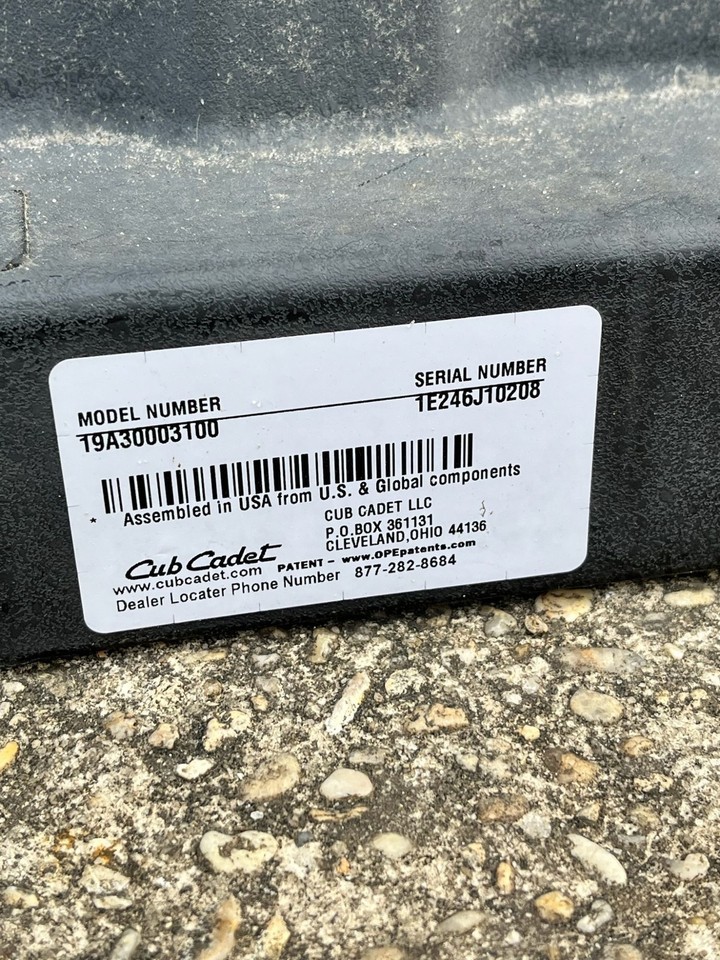 MODEL NUMBER SERIAL NUMBER
19A30003100 1E246J10208
* Assembled in USA from U.S. & Global components
CUB CADET LLC
P.O.BOX 361131
CLEVELAND,OHIO 44136
Cub Cadet PATENT - www.OPEpatents.com
www.cubcadet.com
Dealer Locater Phone Number 877-282-8684